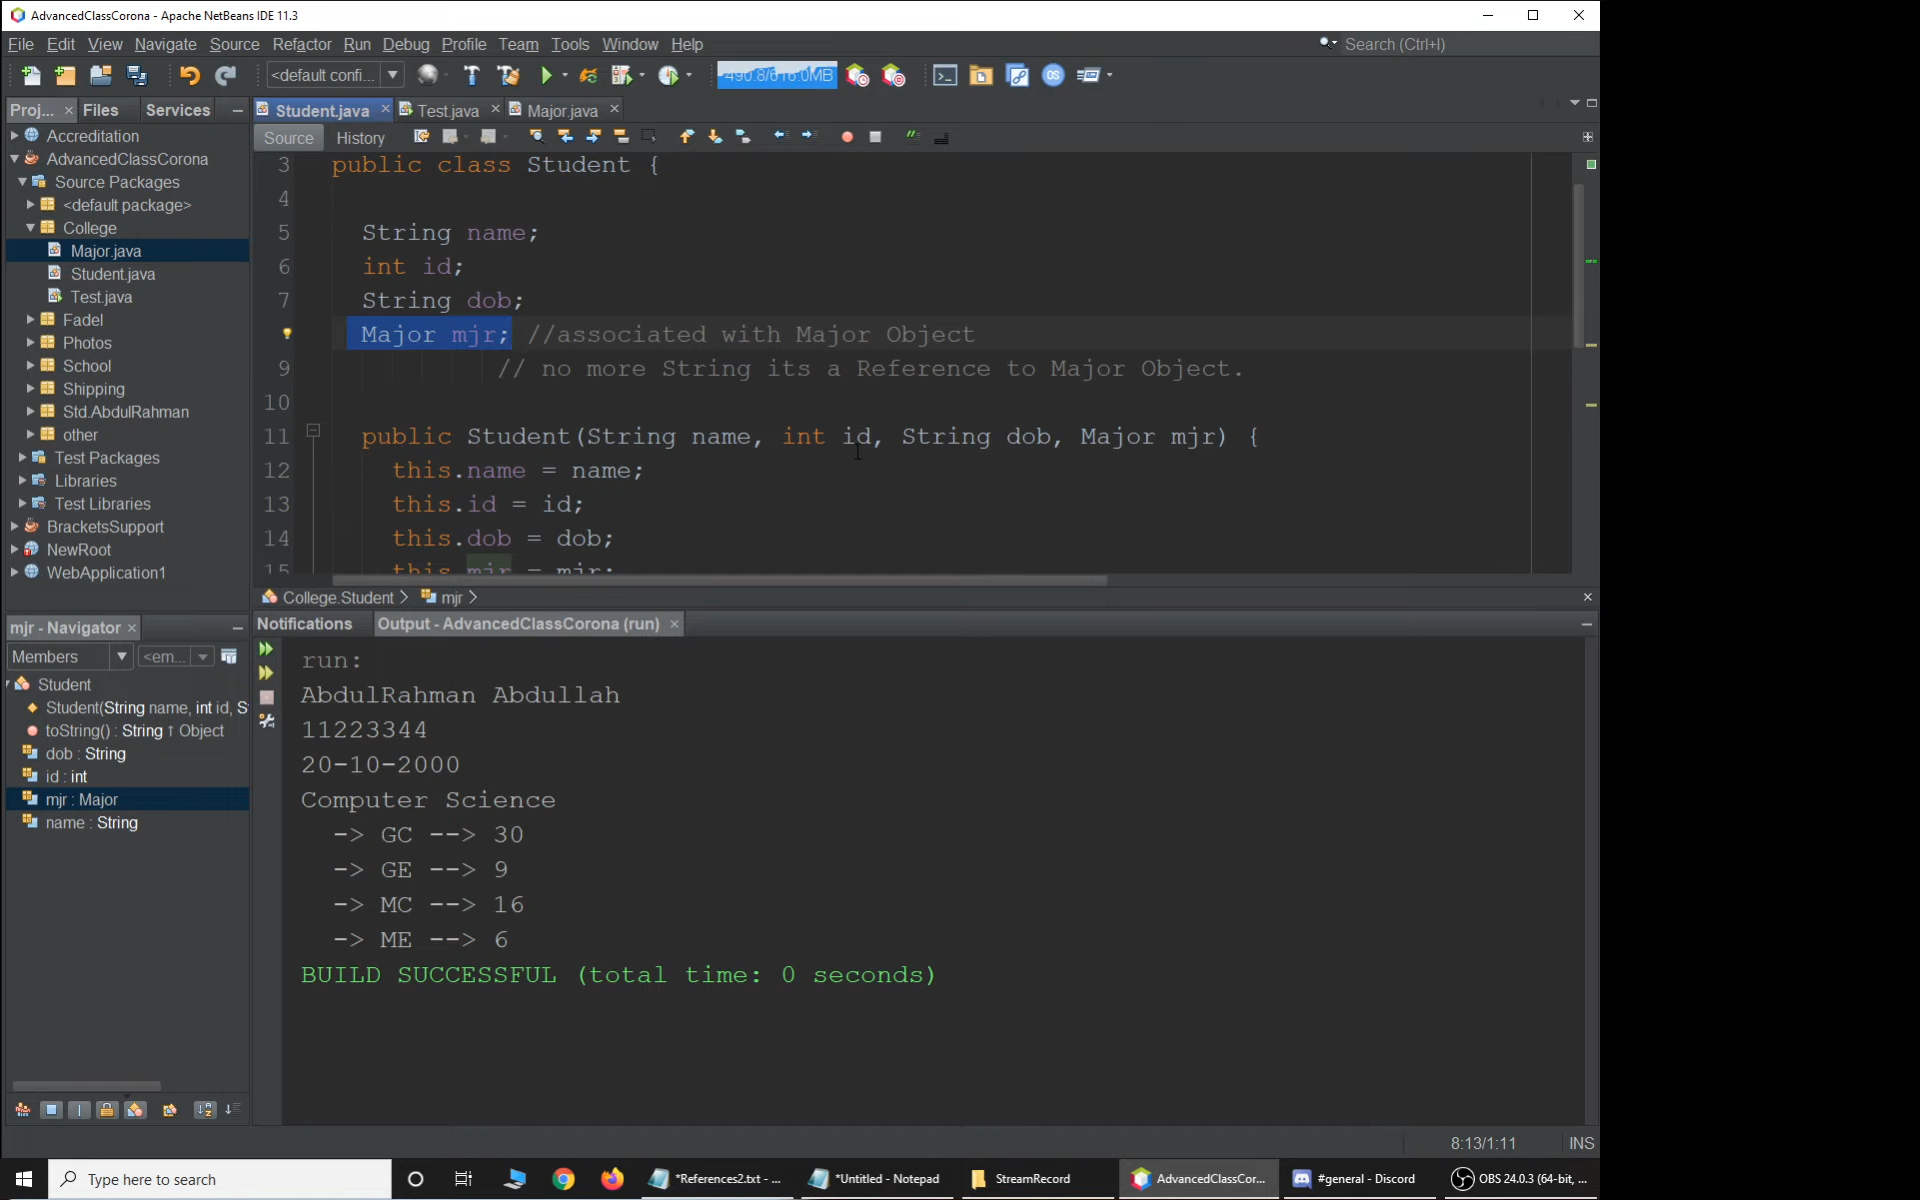 AdvancedClassCorona - Apache NetBeans IDE 11.3
File Edit View Navigate Source Refactor Run Debug Profile Team Tools Window Help
Search (Ctrl+I)
<default confi...
490.8/616.0MB
Proj... × Files Services
Student.java Test.java Major.java
Source History
Accreditation
AdvancedClassCorona
Source Packages
<default package>
College
Major.java
Student.java
Test.java
Fadel
Photos
School
Shipping
Std.AbdulRahman
other
Test Packages
Libraries
Test Libraries
BracketsSupport
NewRoot
WebApplication1
3 public class Student {
4
5 String name;
6 int id;
7 String dob;
Major mjr; //associated with Major Object
9 // no more String its a Reference to Major Object.
10
11 public Student(String name, int id, String dob, Major mjr) {
12 this.name = name;
13 this.id = id;
14 this.dob = dob;
15 this.mjr = mjr;
College.Student > mjr >
mjr - Navigator ×
Members <em...
Student
Student(String name, int id, S
toString() : String ↑ Object
dob : String
id : int
mjr : Major
name : String
Notifications Output - AdvancedClassCorona (run) ×
run:
AbdulRahman Abdullah
11223344
20-10-2000
Computer Science
-> GC --> 30
-> GE --> 9
-> MC --> 16
-> ME --> 6
BUILD SUCCESSFUL (total time: 0 seconds)
8:13/1:11 INS
Type here to search
*References2.txt - ...
*Untitled - Notepad
StreamRecord
AdvancedClassCor...
#general - Discord
OBS 24.0.3 (64-bit, ...